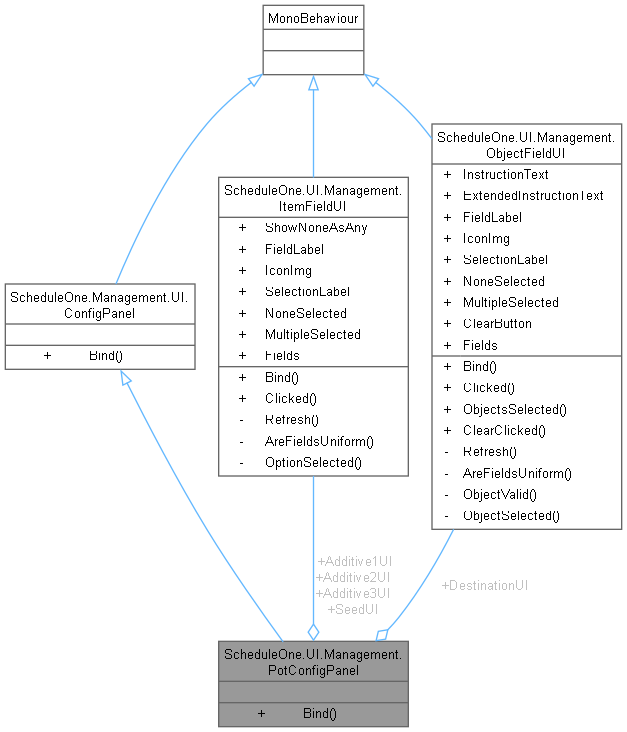 MonoBehaviour
ScheduleOne.UI.Management.
ObjectFieldUI
+ InstructionText
+ ExtendedInstructionText
+ FieldLabel
+ IconImg
+ SelectionLabel
+ NoneSelected
+ MultipleSelected
+ ClearButton
+ Fields
+ Bind()
+ Clicked()
+ ObjectsSelected()
+ ClearClicked()
- Refresh()
- AreFieldsUniform()
- ObjectValid()
- ObjectSelected()
ScheduleOne.UI.Management.
ItemFieldUI
+ ShowNoneAsAny
+ FieldLabel
+ IconImg
+ SelectionLabel
+ NoneSelected
+ MultipleSelected
+ Fields
+ Bind()
+ Clicked()
- Refresh()
- AreFieldsUniform()
- OptionSelected()
ScheduleOne.Management.UI.
ConfigPanel
+ Bind()
+Additive1UI
+Additive2UI
+Additive3UI
+SeedUI
+DestinationUI
ScheduleOne.UI.Management.
PotConfigPanel
+ Bind()